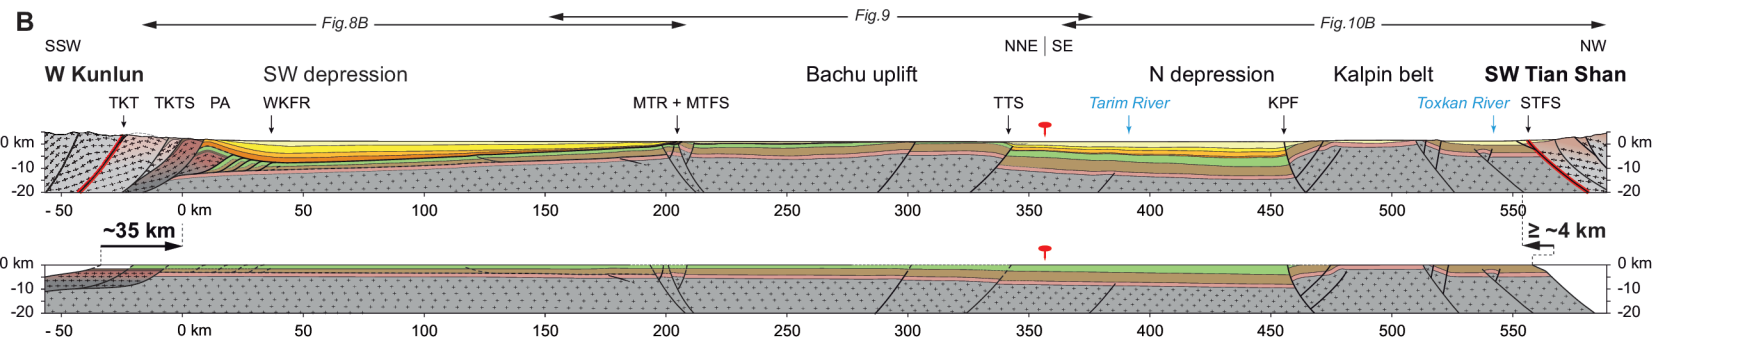 B
Fig.8B Fig.9 Fig.10B
SSW NNE SE NW
W Kunlun SW depression Bachu uplift N depression Kalpin belt SW Tian Shan
TKT TKTS PA WKFR MTR + MTFS TTS Tarim River KPF Toxkan River STFS
0 km 0 km
-10 -10
-20 -20
- 50 0 km 50 100 150 200 250 300 350 400 450 500 550
~35 km ≥ ~4 km
0 km 0 km
-10 -10
-20 -20
- 50 0 km 50 100 150 200 250 300 350 400 450 500 550